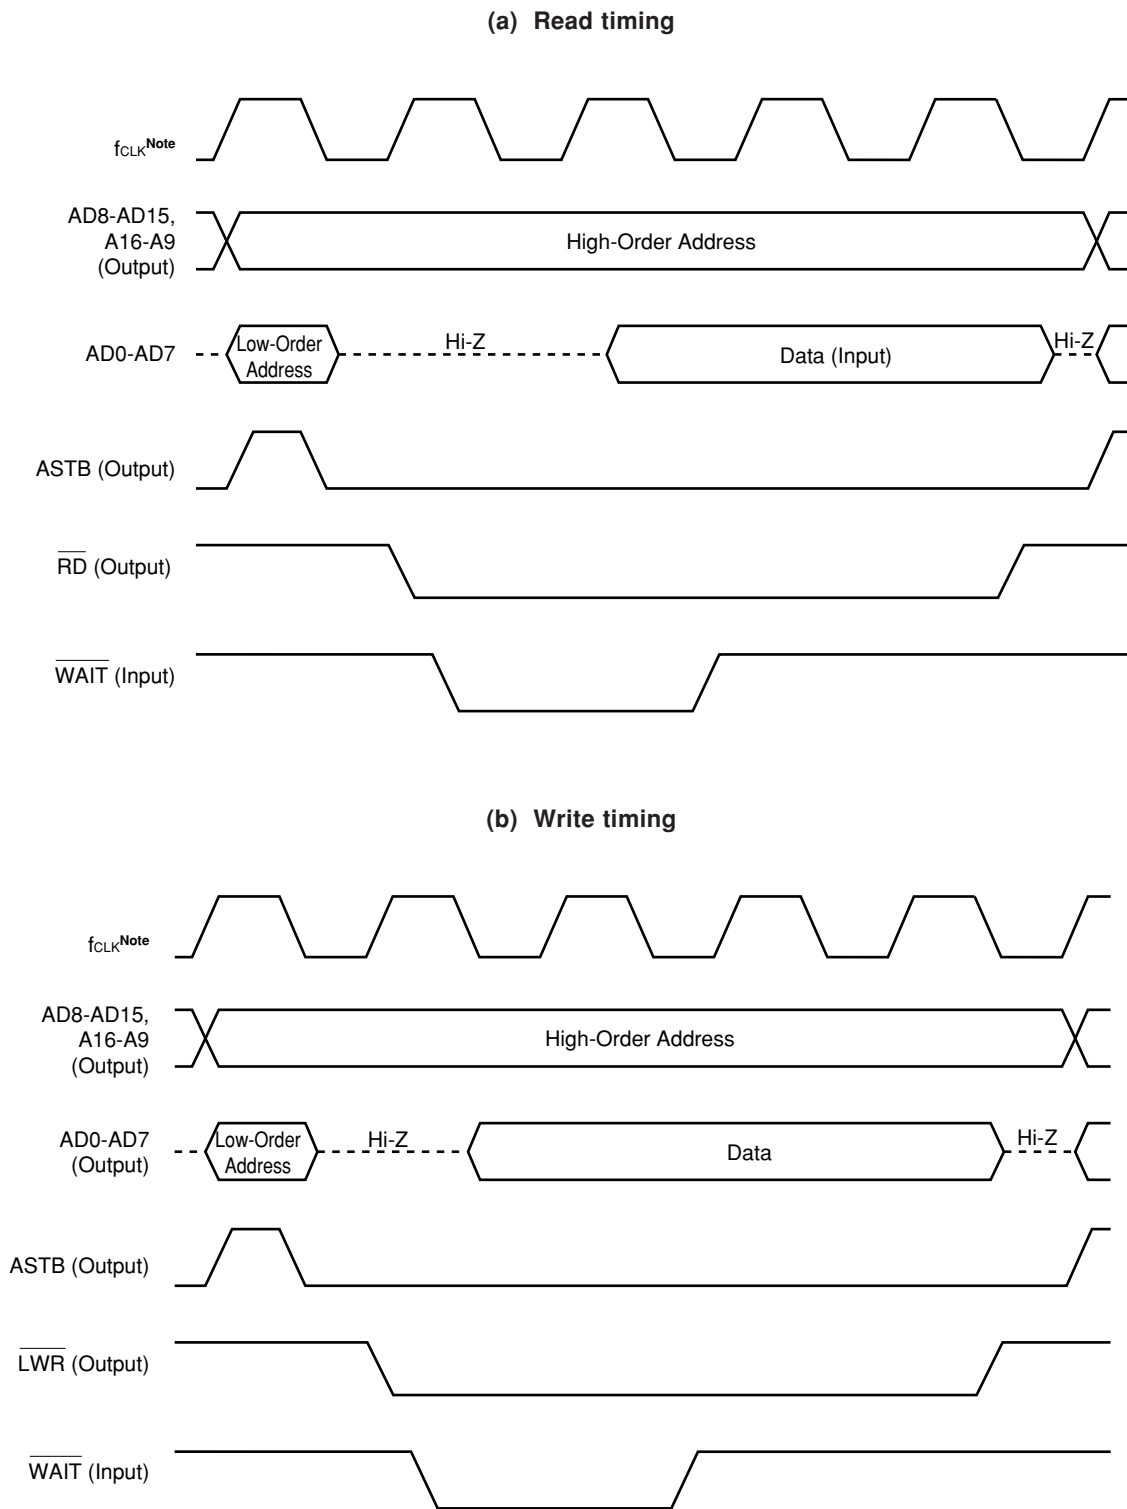 (a) Read timing
fCLKNote
AD8-AD15,
A16-A9
(Output)
High-Order Address
AD0-AD7
Low-Order
Address
Hi-Z
Data (Input)
Hi-Z
ASTB (Output)
RD (Output)
WAIT (Input)
(b) Write timing
fCLKNote
AD8-AD15,
A16-A9
(Output)
High-Order Address
AD0-AD7
(Output)
Low-Order
Address
Hi-Z
Data
Hi-Z
ASTB (Output)
LWR (Output)
WAIT (Input)